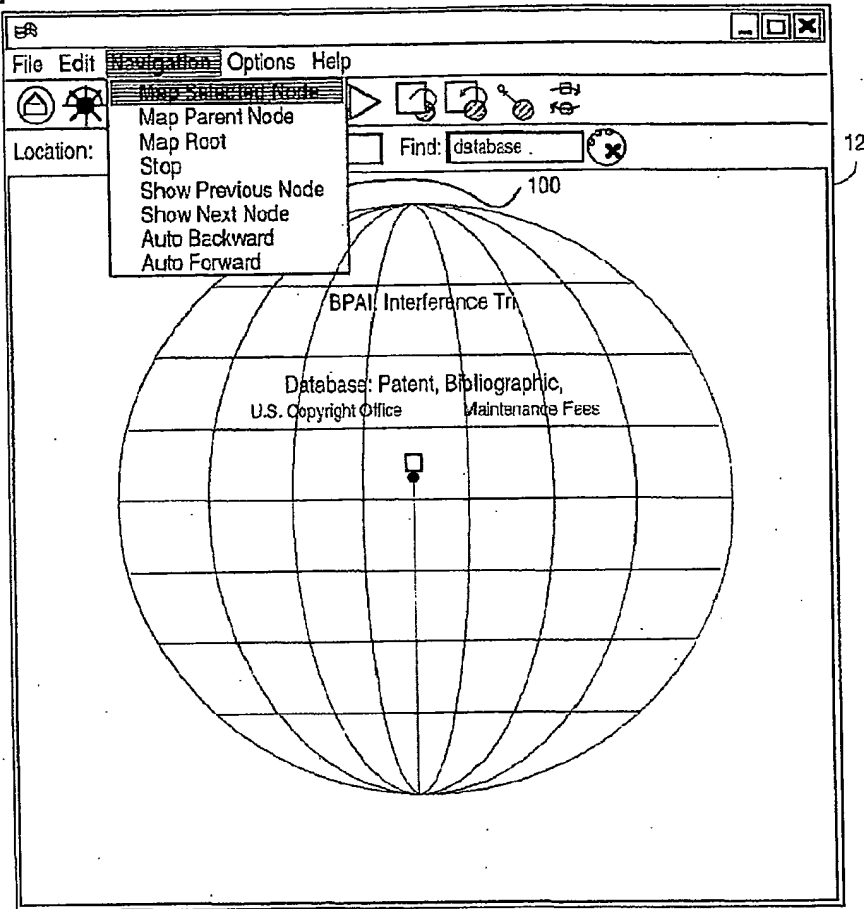 File Edit Navigation Options Help
Map Selected Node
Map Parent Node
Map Root
Stop
Show Previous Node
Show Next Node
Auto Backward
Auto Forward
Location:
Find: database
12
100
BPAI Interference Tri
Database: Patent, Bibliographic,
U.S. Copyright Office Maintenance Fees